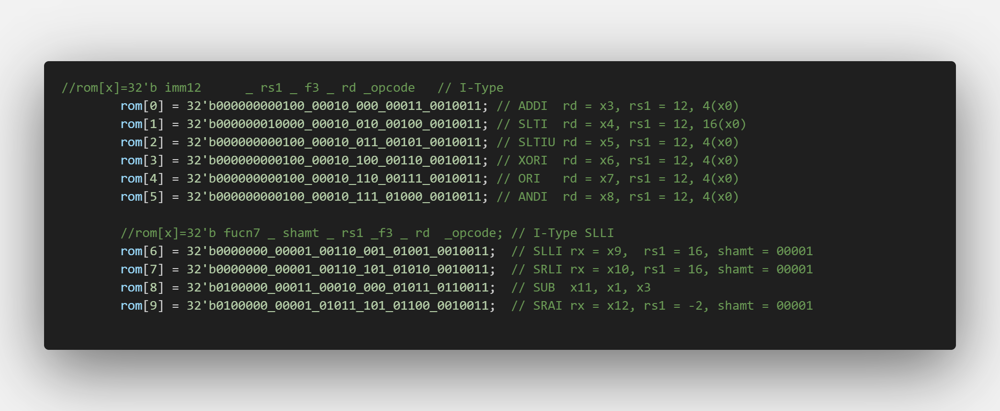 //rom[x]=32'b imm12      _ rs1 _ f3 _ rd _opcode   // I-Type
        rom[0] = 32'b000000000100_00010_000_00011_0010011; // ADDI  rd = x3, rs1 = 12, 4(x0)
        rom[1] = 32'b000000010000_00010_010_00100_0010011; // SLTI  rd = x4, rs1 = 12, 16(x0)
        rom[2] = 32'b000000000100_00010_011_00101_0010011; // SLTIU rd = x5, rs1 = 12, 4(x0)
        rom[3] = 32'b000000000100_00010_100_00110_0010011; // XORI  rd = x6, rs1 = 12, 4(x0)
        rom[4] = 32'b000000000100_00010_110_00111_0010011; // ORI   rd = x7, rs1 = 12, 4(x0)
        rom[5] = 32'b000000000100_00010_111_01000_0010011; // ANDI  rd = x8, rs1 = 12, 4(x0)
        //rom[x]=32'b fucn7 _ shamt _ rs1 _f3 _ rd  _opcode; // I-Type SLLI
        rom[6] = 32'b0000000_00001_00110_001_01001_0010011;  // SLLI rx = x9,  rs1 = 16, shamt = 00001
        rom[7] = 32'b0000000_00001_00110_101_01010_0010011;  // SRLI rx = x10, rs1 = 16, shamt = 00001
        rom[8] = 32'b0100000_00011_00010_000_01011_0110011;  // SUB  x11, x1, x3
        rom[9] = 32'b0100000_00001_01011_101_01100_0010011;  // SRAI rx = x12, rs1 = -2, shamt = 00001